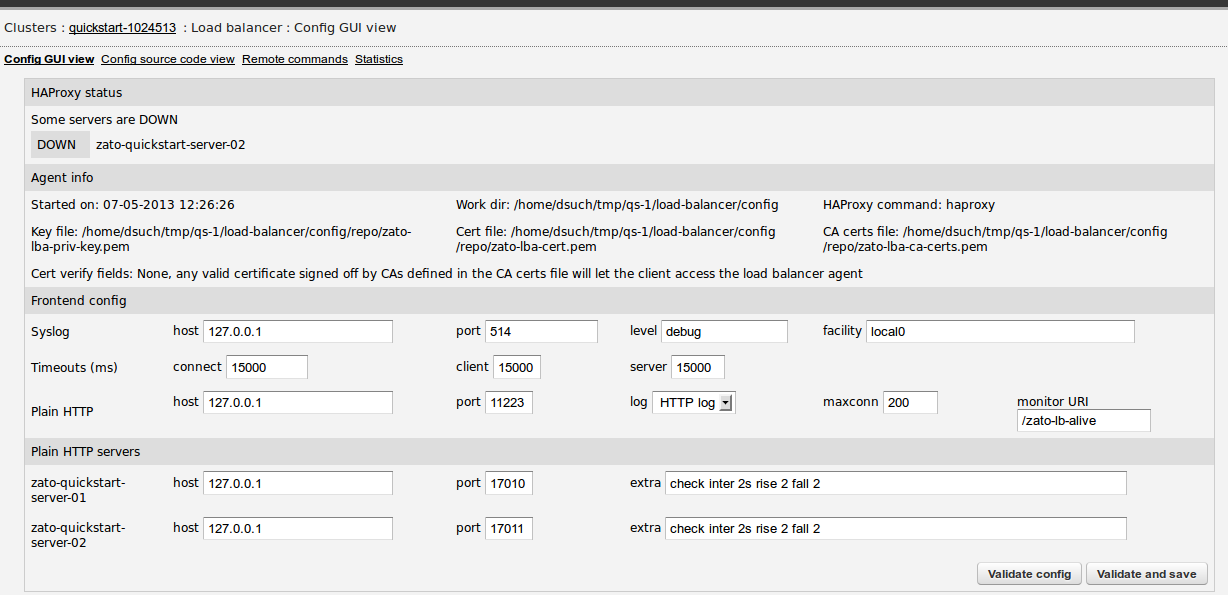 Clusters : quickstart-1024513 : Load balancer : Config GUI view
Config GUI view Config source code view Remote commands Statistics
HAProxy status
Some servers are DOWN
DOWN zato-quickstart-server-02
Agent info
Started on: 07-05-2013 12:26:26 Work dir: /home/dsuch/tmp/qs-1/load-balancer/config HAProxy command: haproxy
Key file: /home/dsuch/tmp/qs-1/load-balancer/config/repo/zato-
lba-priv-key.pem
Cert file: /home/dsuch/tmp/qs-1/load-balancer/config
/repo/zato-lba-cert.pem
CA certs file: /home/dsuch/tmp/qs-1/load-balancer/config
/repo/zato-lba-ca-certs.pem
Cert verify fields: None, any valid certificate signed off by CAs defined in the CA certs file will let the client access the load balancer agent
Frontend config
Syslog host 127.0.0.1 port 514 level debug facility local0
Timeouts (ms) connect 15000 client 15000 server 15000
Plain HTTP host 127.0.0.1 port 11223 log HTTP log maxconn 200 monitor URI
/zato-lb-alive
Plain HTTP servers
zato-quickstart-
server-01
host 127.0.0.1 port 17010 extra check inter 2s rise 2 fall 2
zato-quickstart-
server-02
host 127.0.0.1 port 17011 extra check inter 2s rise 2 fall 2
Validate config Validate and save